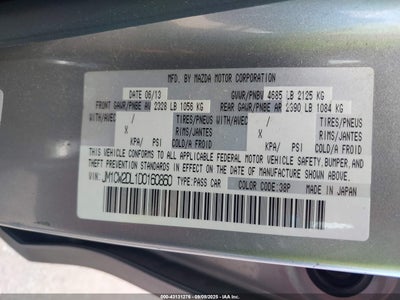 MFD. BY MAZDA MOTOR CORPORATION
DATE 06/13 GVWR/PNBV 4685 LB 2125 KG
FRONT GAWR/PNBE AV 2328 LB 1056 KG REAR GAWR/PNBE AR 2390 LB 1084 KG
WITH/AVEC TIRES/PNEUS WITH/AVEC TIRES/PNEUS
X RIMS/JANTES X RIMS/JANTES
KPA/ PSI COLD/A FROID KPA/ PSI COLD/A FROID
THIS VEHICLE CONFORMS TO ALL APPLICABLE FEDERAL MOTOR VEHICLE SAFETY,BUMPER,AND
THEFT PREVENTION STANDARDS IN EFFECT ON THE DATE OF MANUFACTURE SHOWN ABOVE.
VIN: JM1CW2DL1D0160860 TYPE:PASS CAR COLOR CODE:38P MADE IN JAPAN
000-43131276 - 09/09/2025 - IAAI.com